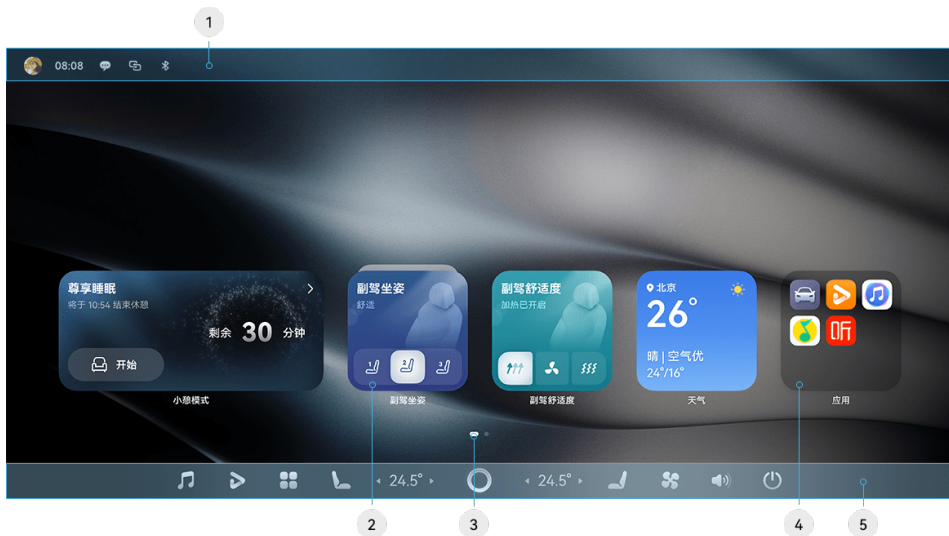 1
08:08
尊享睡眠
将于 10:54 结束休憩
剩余 30 分钟
开始
小憩模式
副驾坐姿
舒适
1 2 3
副驾坐姿
副驾舒适度
加热已开启
副驾舒适度
北京
26°
晴 | 空气优
24°/16°
天气
听
应用
24.5°
24.5°
2
3
4
5